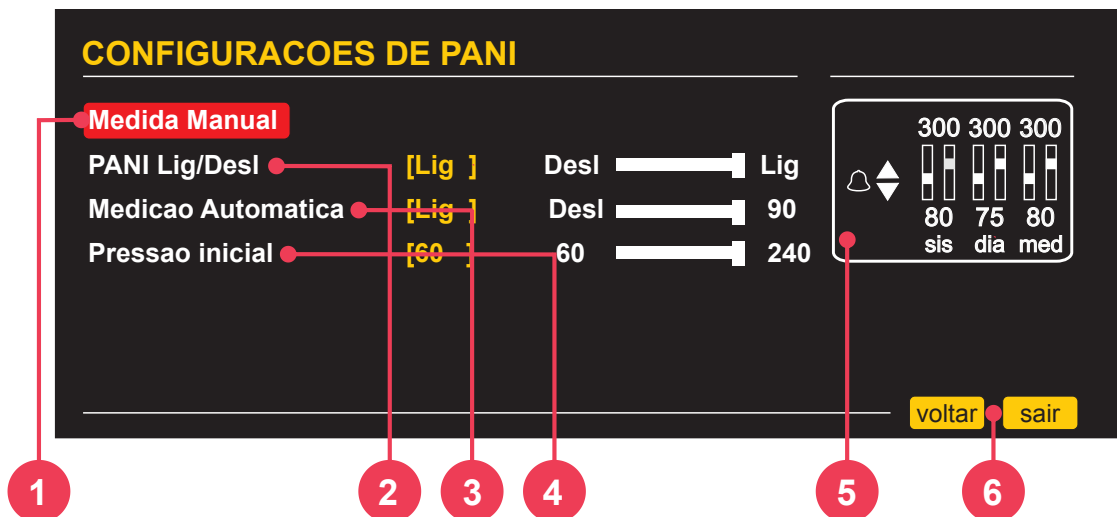 CONFIGURACOES DE PANI
Medida Manual
PANI Lig/Desl [Lig ] Desl Lig
Medicao Automatica [Lig ] Desl 90
Pressao inicial [60 ] 60 240
300 300 300
80 75 80
sis dia med
voltar sair
1 2 3 4 5 6